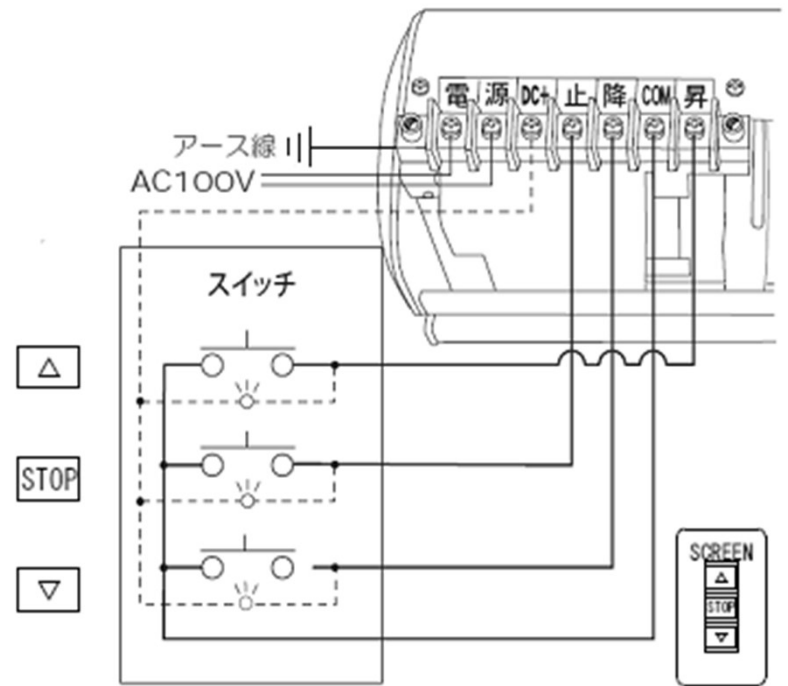 電 源 DC+ 止 降 COM 昇
アース線
AC100V
スイッチ
△
STOP
▽
SCREEN
△
STOP
▽